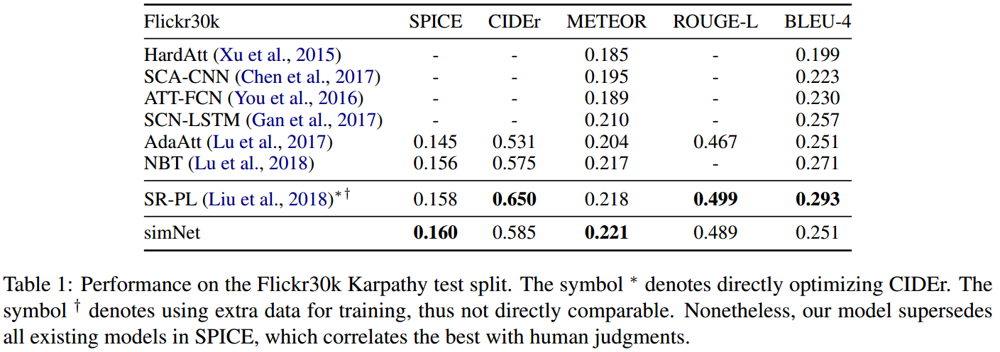 Flickr30k SPICE CIDEr METEOR ROUGE-L BLEU-4
HardAtt (Xu et al., 2015) - - 0.185 - 0.199
SCA-CNN (Chen et al., 2017) - - 0.195 - 0.223
ATT-FCN (You et al., 2016) - - 0.189 - 0.230
SCN-LSTM (Gan et al., 2017) - - 0.210 - 0.257
AdaAtt (Lu et al., 2017) 0.145 0.531 0.204 0.467 0.251
NBT (Lu et al., 2018) 0.156 0.575 0.217 - 0.271
SR-PL (Liu et al., 2018)*† 0.158 0.650 0.218 0.499 0.293
simNet 0.160 0.585 0.221 0.489 0.251
Table 1: Performance on the Flickr30k Karpathy test split. The symbol * denotes directly optimizing CIDEr. The
symbol † denotes using extra data for training, thus not directly comparable. Nonetheless, our model supersedes
all existing models in SPICE, which correlates the best with human judgments.